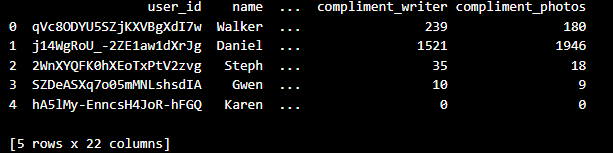 user_id name ... compliment_writer compliment_photos
0 qVc8ODYU5SZjKXVBgXdI7w Walker ... 239 180
1 j14WgRoU_-2ZE1aw1dXrJg Daniel ... 1521 1946
2 2WnXYQFK0hXEoTxPtV2zvg Steph ... 35 18
3 SZDeASXq7o05mMNLshsdIA Gwen ... 10 9
4 hA5lMy-EnncsH4JoR-hFGQ Karen ... 0 0
[5 rows x 22 columns]